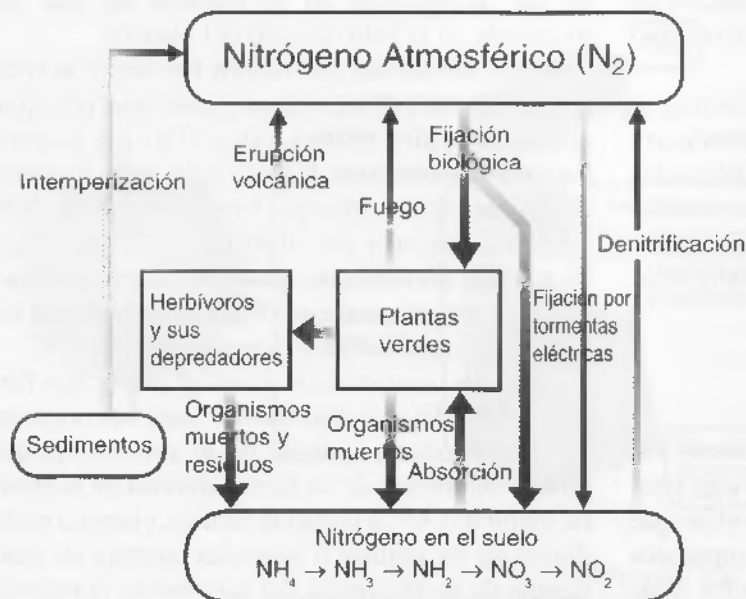 Nitrógeno Atmosférico (N₂)
Intemperización
Erupción
volcánica
Fuego
Fijación
biológica
Denitrificación
Herbívoros
y sus
depredadores
Plantas
verdes
Fijación por
tormentas
eléctricas
Sedimentos
Organismos
muertos y
residuos
Organismos
muertos
Absorción
Nitrógeno en el suelo
NH₄ → NH₃ → NH₂ → NO₃ → NO₂